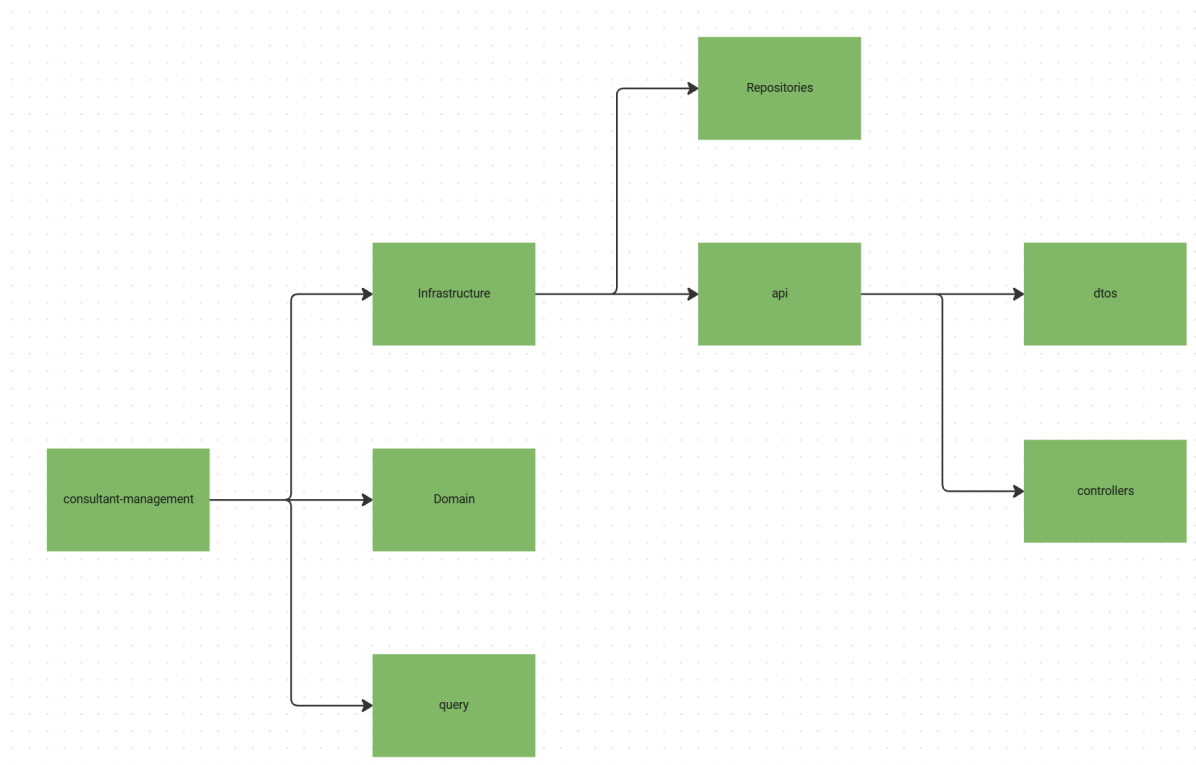 Repositories
Infrastructure
api
dtos
consultant-management
Domain
controllers
query